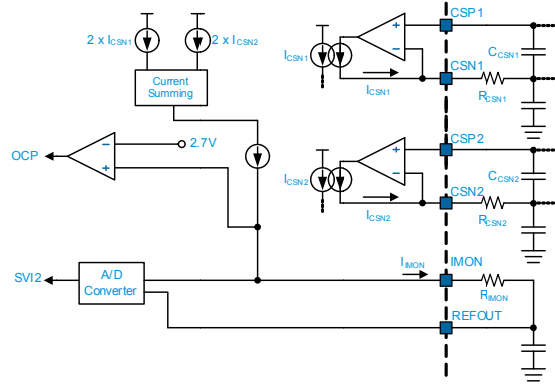 2 x ICSN1
2 x ICSN2
Current
Summing
OCP
2.7V
SVI2
A/D
Converter
ICSN1
ICSN1
CSP1
CCSN1
CSN1
RCSN1
ICSN2
ICSN2
CSP2
CCSN2
CSN2
RCSN2
IIMON
IMON
RIMON
REFOUT